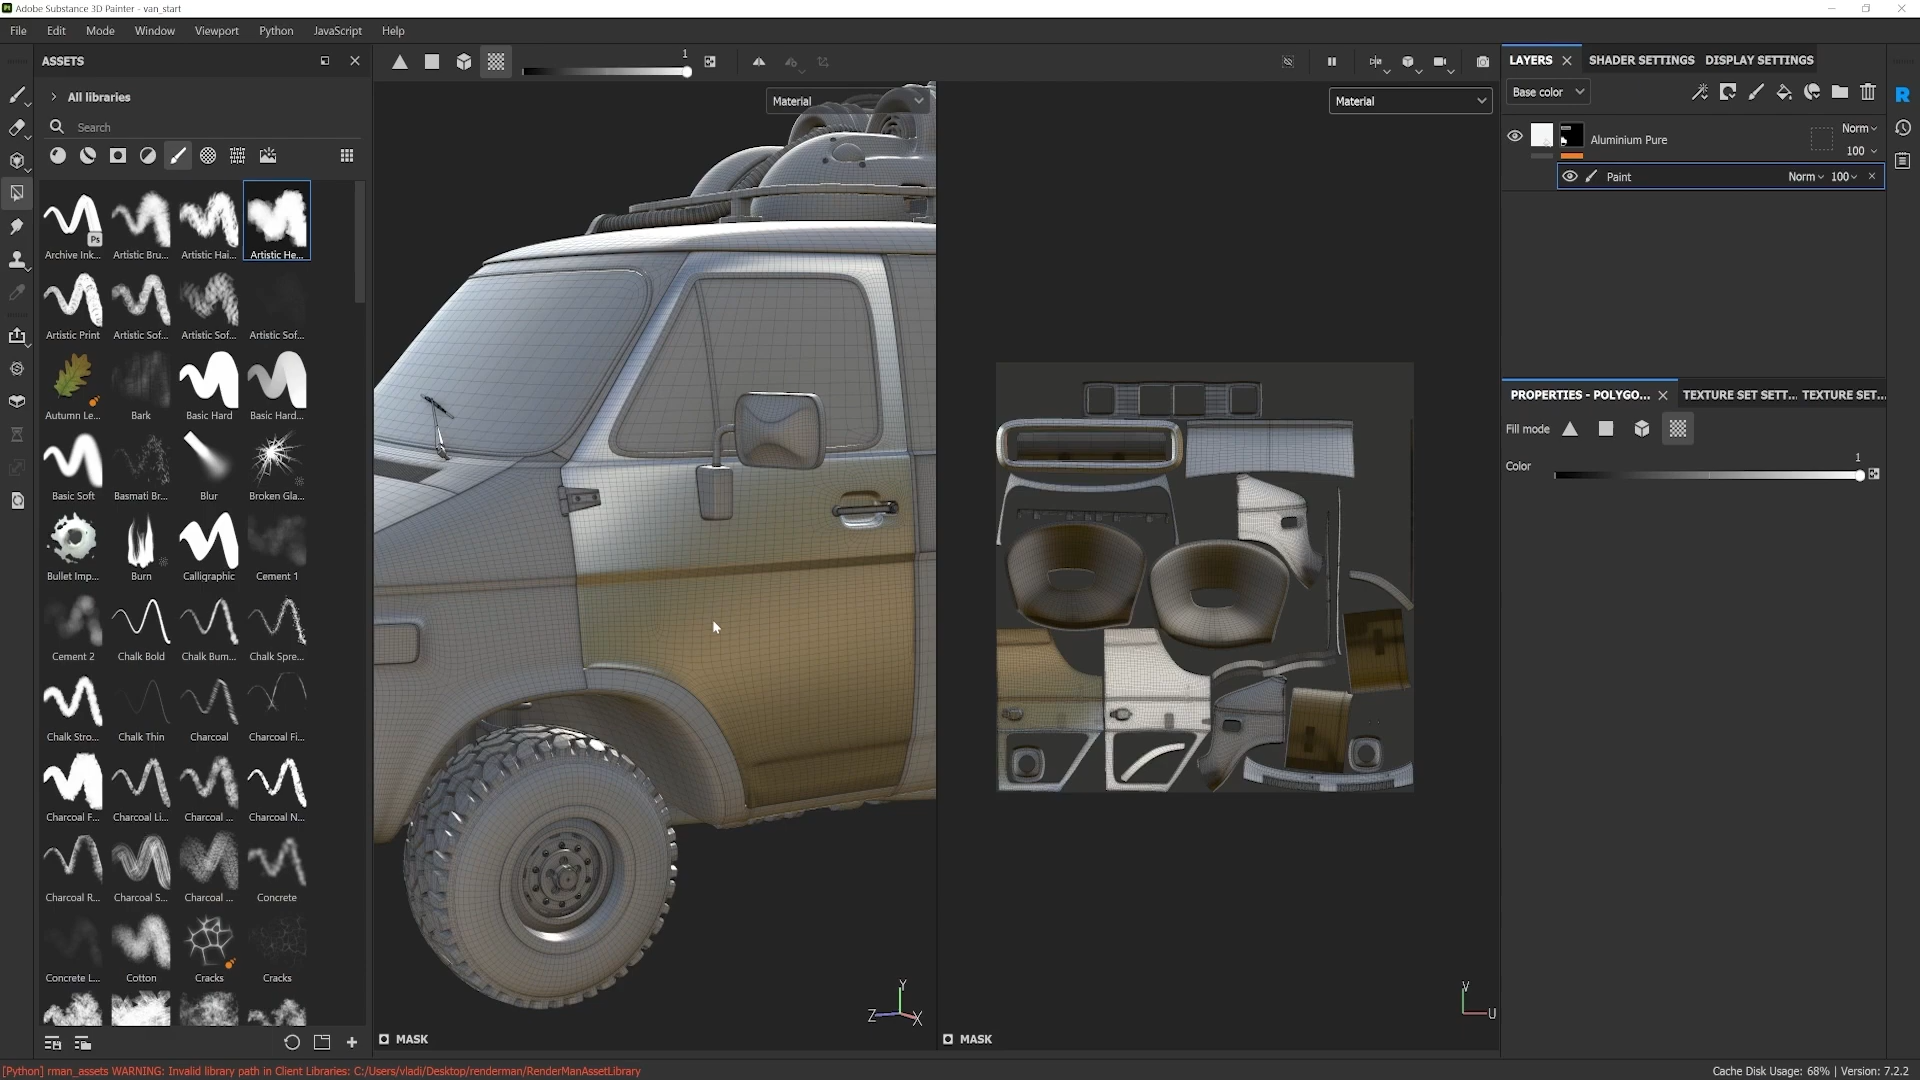 Adobe Substance 3D Painter - van_start
File Edit Mode Window Viewport Python JavaScript Help
ASSETS
All libraries
Search
Archive Ink...
Ps
Artistic Bru...
Artistic Hai...
Artistic He...
Artistic Print
Artistic Sof...
Artistic Sof...
Artistic Sof...
Autumn Le...
Bark
Basic Hard
Basic Hard...
Basic Soft
Basmati Br...
Blur
Broken Gla...
Bullet Imp...
Burn
Calligraphic
Cement 1
Cement 2
Chalk Bold
Chalk Bum...
Chalk Spre...
Chalk Stro...
Chalk Thin
Charcoal
Charcoal Fi...
Charcoal F...
Charcoal Li...
Charcoal ...
Charcoal N...
Charcoal R...
Charcoal S...
Charcoal ...
Concrete
Concrete L...
Cotton
Cracks
Cracks
1
Material
Material
Y
Z
X
V
U
MASK
MASK
LAYERS
SHADER SETTINGS
DISPLAY SETTINGS
Base color
Aluminium Pure
Norm
100
Paint
Norm
100
PROPERTIES - POLYGO...
TEXTURE SET SETT...
TEXTURE SET...
Fill mode
Color
1
R
[Python] rman_assets WARNING: Invalid library path in Client Libraries: C:/Users/vladi/Desktop/renderman/RenderManAssetLibrary
Cache Disk Usage: 68% | Version: 7.2.2